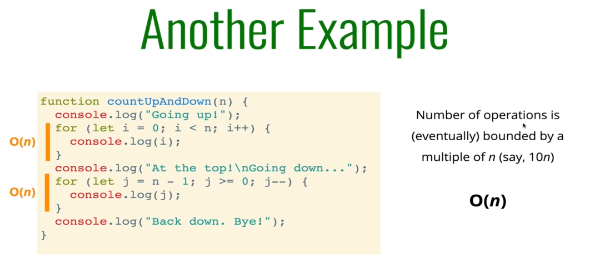 Another Example
function countUpAndDown(n) {
console.log("Going up!");
for (let i = 0; i < n; i++) {
console.log(i);
}
console.log("At the top!\nGoing down...");
for (let j = n - 1; j >= 0; j--) {
console.log(j);
}
console.log("Back down. Bye!");
}
O(n)
O(n)
Number of operations is
(eventually) bounded by a
multiple of n (say, 10n)
O(n)